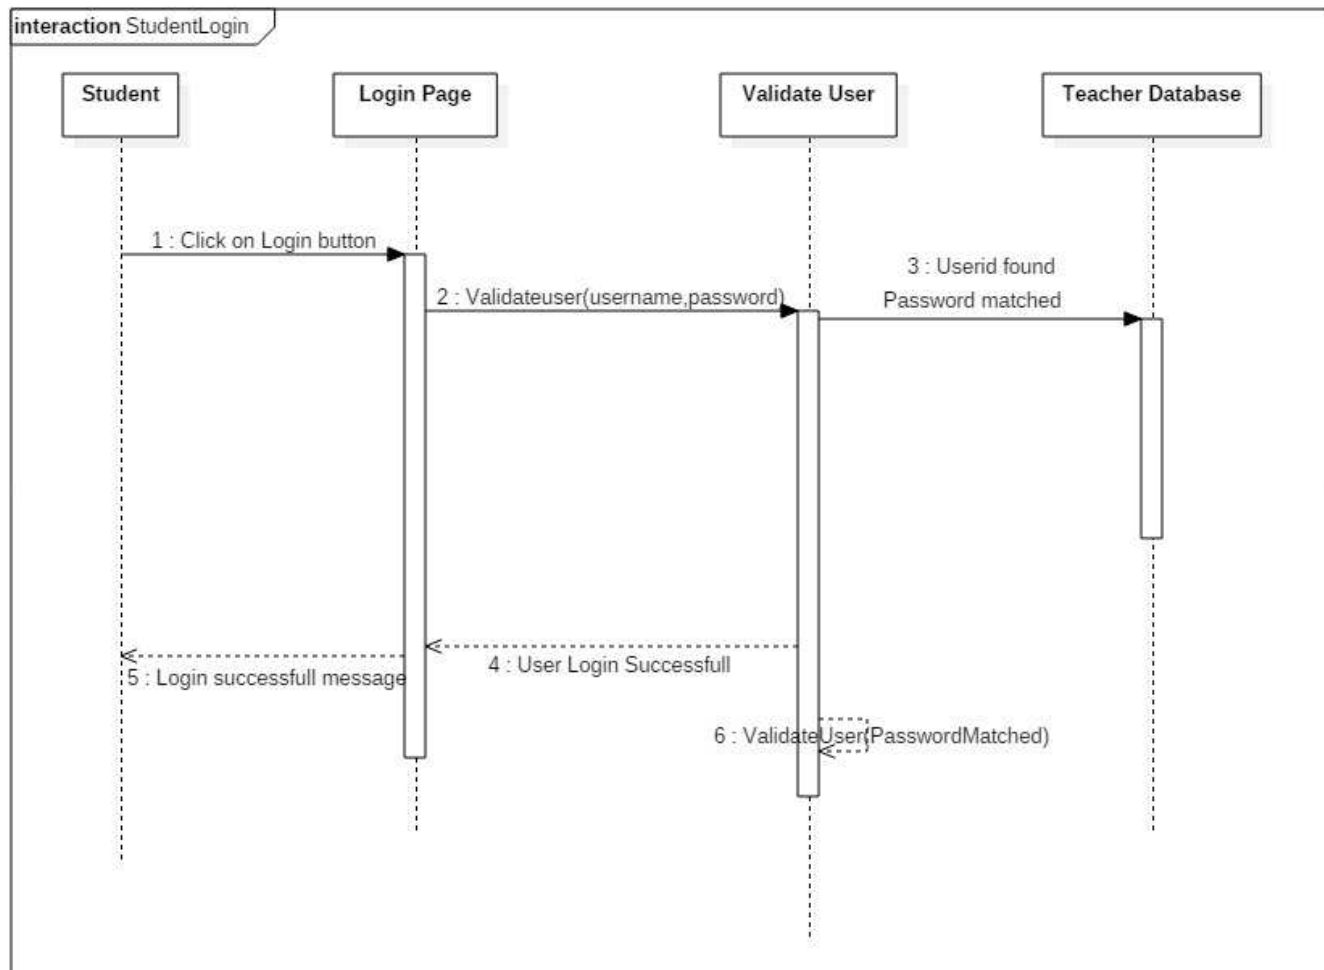 interaction StudentLogin
Student
Login Page
Validate User
Teacher Database
1 : Click on Login button
2 : Validateuser(username,password)
3 : Userid found
Password matched
4 : User Login Successfull
5 : Login successfull message
6 : ValidateUser(PasswordMatched)